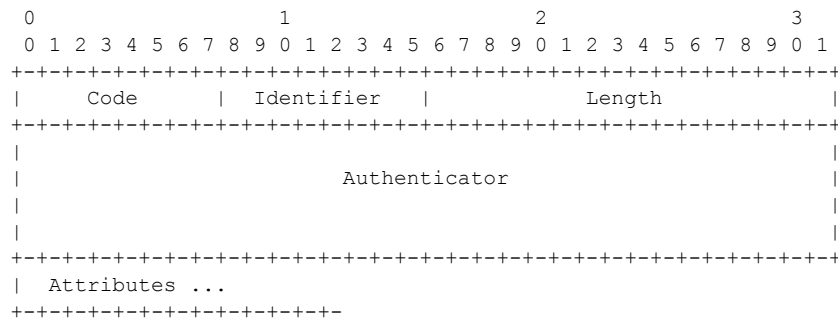 0                   1                   2                   3
 0 1 2 3 4 5 6 7 8 9 0 1 2 3 4 5 6 7 8 9 0 1 2 3 4 5 6 7 8 9 0 1
+-+-+-+-+-+-+-+-+-+-+-+-+-+-+-+-+-+-+-+-+-+-+-+-+-+-+-+-+-+-+-+-+
|     Code      |  Identifier   |            Length             |
+-+-+-+-+-+-+-+-+-+-+-+-+-+-+-+-+-+-+-+-+-+-+-+-+-+-+-+-+-+-+-+-+
|                                                               |
|                         Authenticator                         |
|                                                               |
|                                                               |
+-+-+-+-+-+-+-+-+-+-+-+-+-+-+-+-+-+-+-+-+-+-+-+-+-+-+-+-+-+-+-+-+
|  Attributes ...
+-+-+-+-+-+-+-+-+-+-+-+-+-